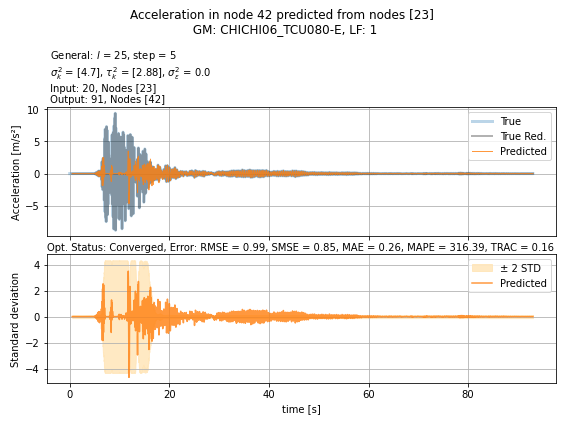 Acceleration in node 42 predicted from nodes [23]
GM: CHICHI06_TCU080-E, LF: 1
General: l = 25, step = 5
σ²ₖ = [4.7], τ²ₖ = [2.88], σ²ε = 0.0
Input: 20, Nodes [23]
Output: 91, Nodes [42]
10
5
0
−5
Acceleration [m/s²]
True
True Red.
Predicted
Opt. Status: Converged, Error: RMSE = 0.99, SMSE = 0.85, MAE = 0.26, MAPE = 316.39, TRAC = 0.16
4
2
0
−2
−4
Standard deviation
± 2 STD
Predicted
0 20 40 60 80
time [s]